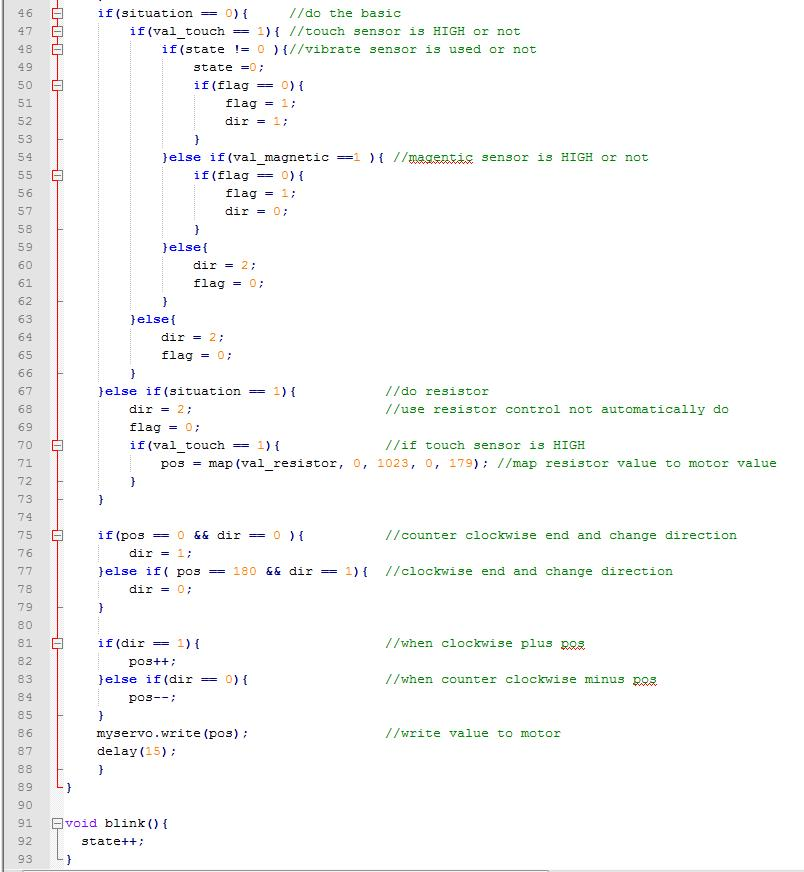 46 if(situation == 0){ //do the basic
47 if(val_touch == 1){ //touch sensor is HIGH or not
48 if(state != 0 ){//vibrate sensor is used or not
49 state =0;
50 if(flag == 0){
51 flag = 1;
52 dir = 1;
53 }
54 }else if(val_magnetic ==1 ){ //magentic sensor is HIGH or not
55 if(flag == 0){
56 flag = 1;
57 dir = 0;
58 }
59 }else{
60 dir = 2;
61 flag = 0;
62 }
63 }else{
64 dir = 2;
65 flag = 0;
66 }
67 }else if(situation == 1){ //do resistor
68 dir = 2; //use resistor control not automatically do
69 flag = 0;
70 if(val_touch == 1){ //if touch sensor is HIGH
71 pos = map(val_resistor, 0, 1023, 0, 179); //map resistor value to motor value
72 }
73 }
74
75 if(pos == 0 && dir == 0 ){ //counter clockwise end and change direction
76 dir = 1;
77 }else if( pos == 180 && dir == 1){ //clockwise end and change direction
78 dir = 0;
79 }
80
81 if(dir == 1){ //when clockwise plus pos
82 pos++;
83 }else if(dir == 0){ //when counter clockwise minus pos
84 pos--;
85 }
86 myservo.write(pos); //write value to motor
87 delay(15);
88 }
89 }
90
91 void blink(){
92 state++;
93 }